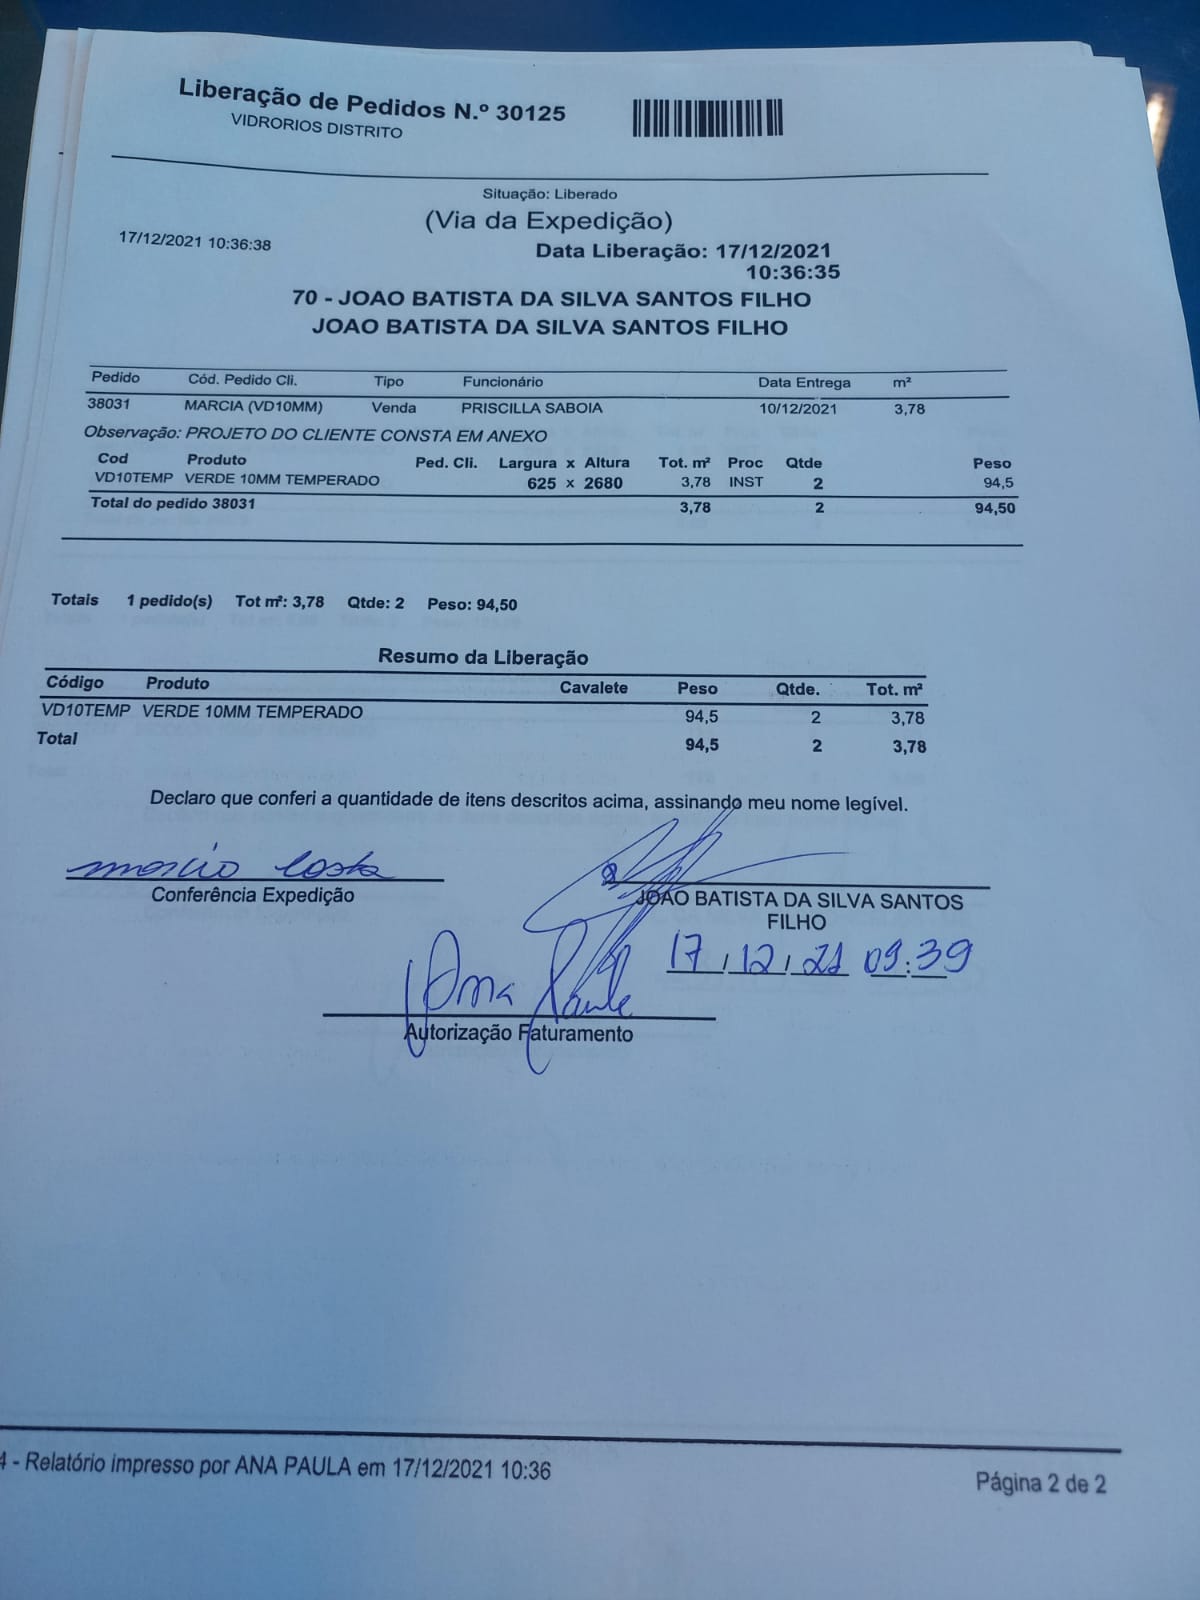 Liberação de Pedidos N.º 30125
VIDRORIOS DISTRITO
Situação: Liberado
(Via da Expedição)
17/12/2021 10:36:38
Data Liberação: 17/12/2021
10:36:35
70 - JOAO BATISTA DA SILVA SANTOS FILHO
JOAO BATISTA DA SILVA SANTOS FILHO
Pedido Cód. Pedido Cli. Tipo Funcionário Data Entrega m²
38031 MARCIA (VD10MM) Venda PRISCILLA SABOIA 10/12/2021 3,78
Observação: PROJETO DO CLIENTE CONSTA EM ANEXO
Cod Produto Ped. Cli. Largura x Altura Tot. m² Proc Qtde Peso
VD10TEMP VERDE 10MM TEMPERADO 625 x 2680 3,78 INST 2 94,5
Total do pedido 38031 3,78 2 94,50
Totais 1 pedido(s) Tot m²: 3,78 Qtde: 2 Peso: 94,50
Resumo da Liberação
Código Produto Cavalete Peso Qtde. Tot. m²
VD10TEMP VERDE 10MM TEMPERADO 94,5 2 3,78
Total 94,5 2 3,78
Declaro que conferi a quantidade de itens descritos acima, assinando meu nome legível.
marcio Costa
Conferência Expedição
JOAO BATISTA DA SILVA SANTOS
FILHO
17/12/21 09:39
Ana Paula
Autorização Faturamento
4 - Relatório impresso por ANA PAULA em 17/12/2021 10:36
Página 2 de 2